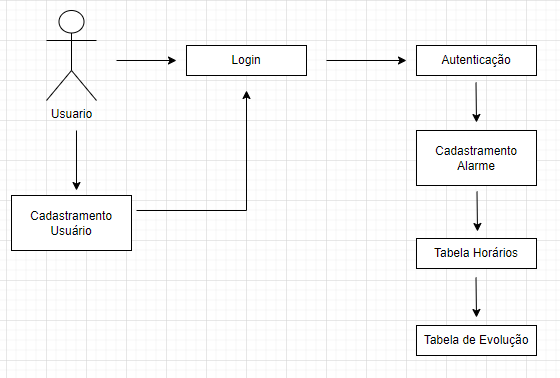 Login
Autenticação
Usuario
Cadastramento
Alarme
Cadastramento
Usuário
Tabela Horários
Tabela de Evolução